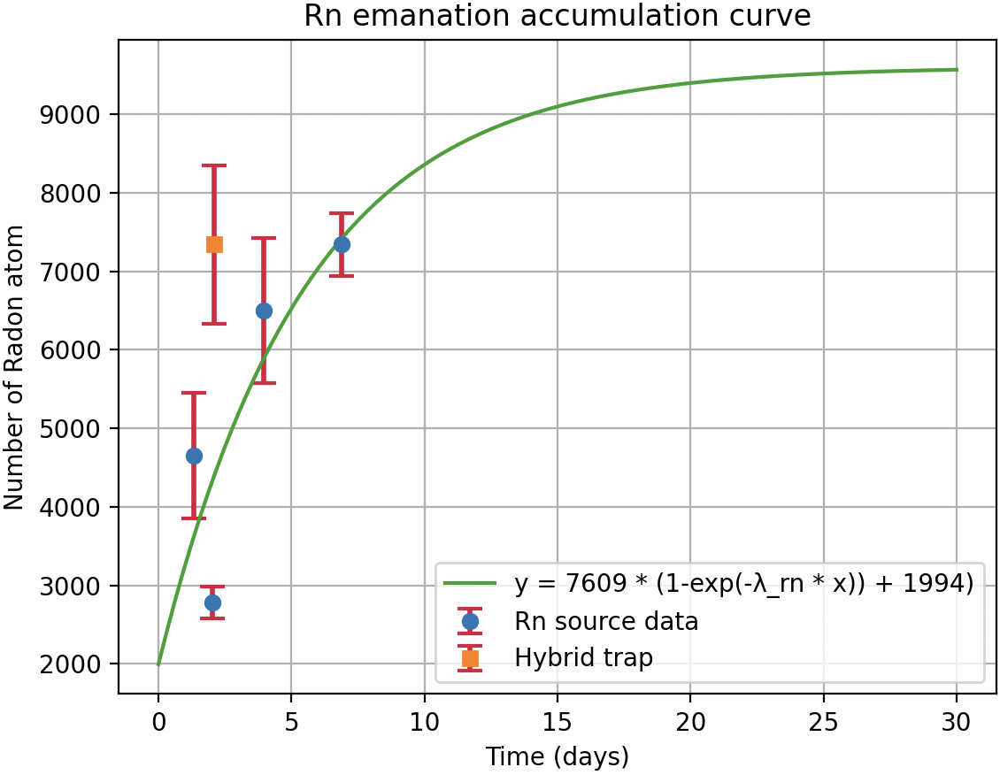 Rn emanation accumulation curve
Number of Radon atom
9000
8000
7000
6000
5000
4000
3000
2000
y = 7609 * (1-exp(-λ_rn * x)) + 1994)
Rn source data
Hybrid trap
0 5 10 15 20 25 30
Time (days)